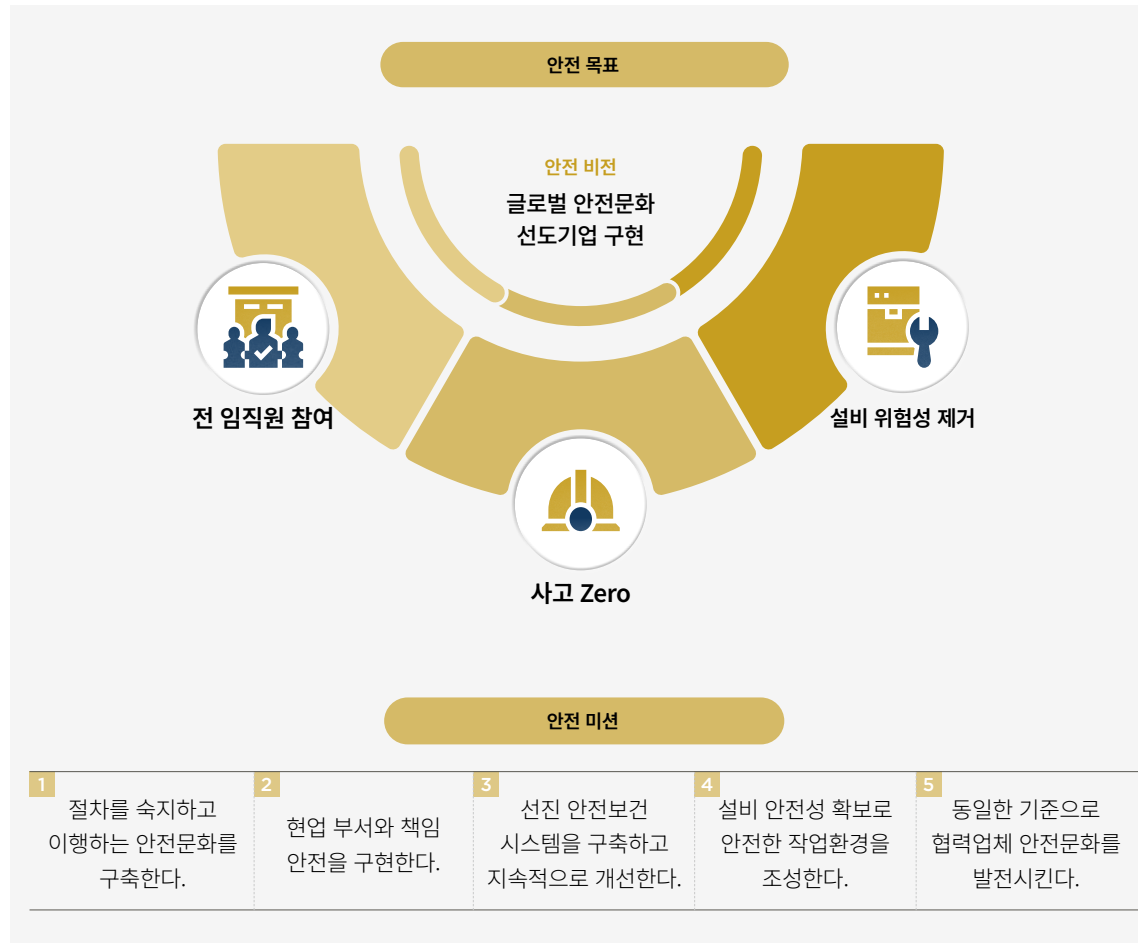 안전 목표
안전 비전
글로벌 안전문화
선도기업 구현
전 임직원 참여
설비 위험성 제거
사고 Zero
안전 미션
1
절차를 숙지하고
이행하는 안전문화를
구축한다.
2
현업 부서와 책임
안전을 구현한다.
3
선진 안전보건
시스템을 구축하고
지속적으로 개선한다.
4
설비 안전성 확보로
안전한 작업환경을
조성한다.
5
동일한 기준으로
협력업체 안전문화를
발전시킨다.